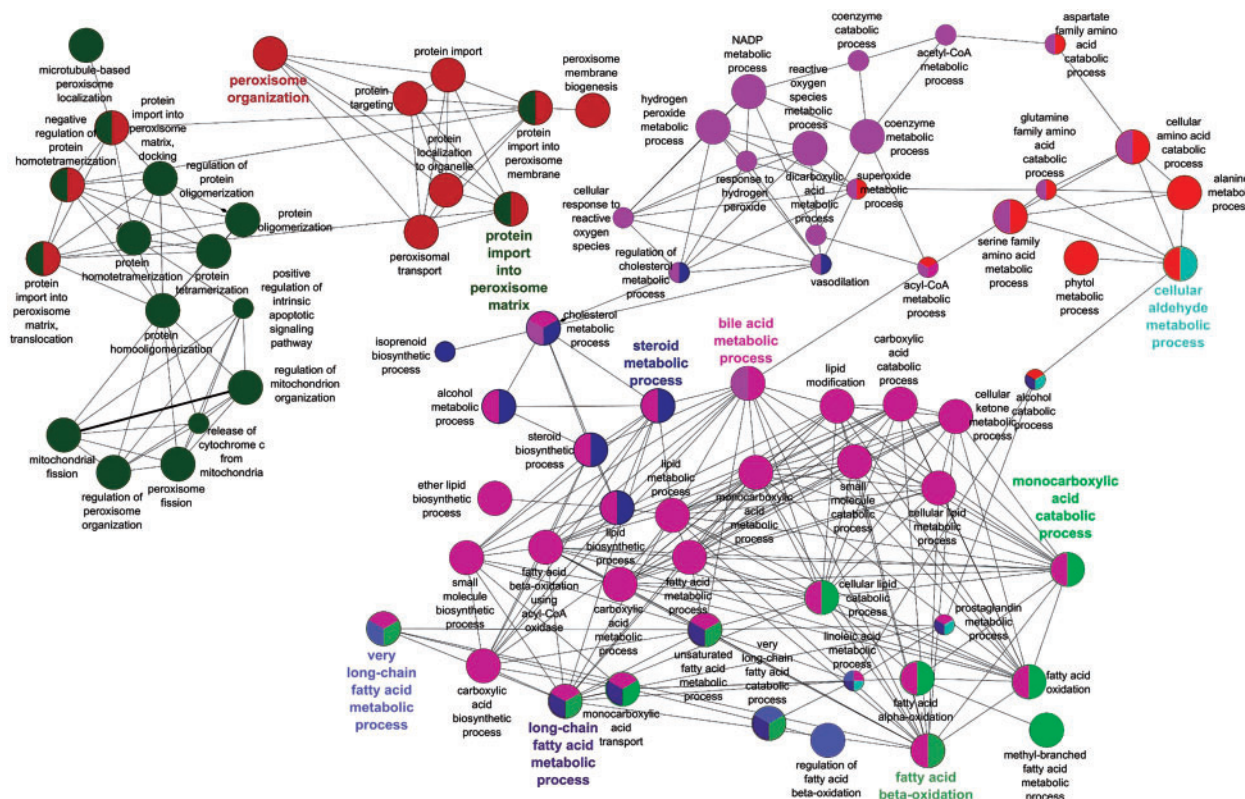 microtubule-based
peroxisome
localization
protein
import into
peroxisome
matrix,
docking
negative
regulation of
protein
homotetramerization
regulation of
protein
oligomerization
protein
oligomerization
protein
homotetramerization
protein
tetramerization
protein
import into
peroxisome
matrix,
translocation
positive
regulation of
intrinsic
apoptotic
signaling
pathway
protein
homooligomerization
regulation of
mitochondrion
organization
release of
cytochrome c
from
mitochondria
mitochondrial
fission
regulation of
peroxisome
organization
peroxisome
fission
peroxisome
organization
protein import
peroxisome
membrane
biogenesis
protein
targeting
protein
import into
peroxisome
membrane
protein
localization
to organelle
peroxisomal
transport
protein
import
into
peroxisome
matrix
NADP
metabolic
process
coenzyme
catabolic
process
acetyl-CoA
metabolic
process
aspartate
family amino
acid
catabolic process
reactive
oxygen
species
metabolic
process
hydrogen
peroxide
metabolic
process
coenzyme
metabolic
process
glutamine
family amino
acid
catabolic
process
cellular
amino acid
catabolic
process
response to
hydrogen
peroxide
dicarboxylic
acid
metabolic
process
superoxide
metabolic
process
alanine
metabolic
process
cellular
response to
reactive
oxygen
species
serine family
amino acid
metabolic
process
regulation of
cholesterol
metabolic
process
vasodilation
acyl-CoA
metabolic
process
phytol
metabolic
process
cellular
aldehyde
metabolic
process
cholesterol
metabolic process
isoprenoid
biosynthetic
process
steroid
metabolic
process
bile acid
metabolic
process
carboxylic
acid
catabolic
process
lipid
modification
alcohol
catabolic
process
alcohol
metabolic
process
cellular
ketone
metabolic
process
steroid
biosynthetic
process
ether lipid
biosynthetic
process
lipid
metabolic
process
monocarboxylic
acid metabolic
process
small
molecule
catabolic
process
cellular lipid
metabolic
process
monocarboxylic
acid
catabolic
process
lipid
biosynthetic
process
small
molecule
biosynthetic
process
fatty acid
beta-oxidation
using
acyl-CoA
oxidase
carboxylic
acid
metabolic
process
fatty acid
metabolic
process
cellular lipid
catabolic
process
prostaglandin
metabolic
process
very
long-chain
fatty acid
metabolic
process
carboxylic
acid
biosynthetic
process
unsaturated
fatty acid
metabolic
process
very
long-chain
fatty acid
catabolic
process
linoleic acid
metabolic
process
long-chain
fatty acid
metabolic
process
monocarboxylic
acid
transport
fatty acid
alpha-oxidation
fatty acid
oxidation
regulation of
fatty acid
beta-oxidation
fatty acid
beta-oxidation
methyl-branched
fatty acid
metabolic
process